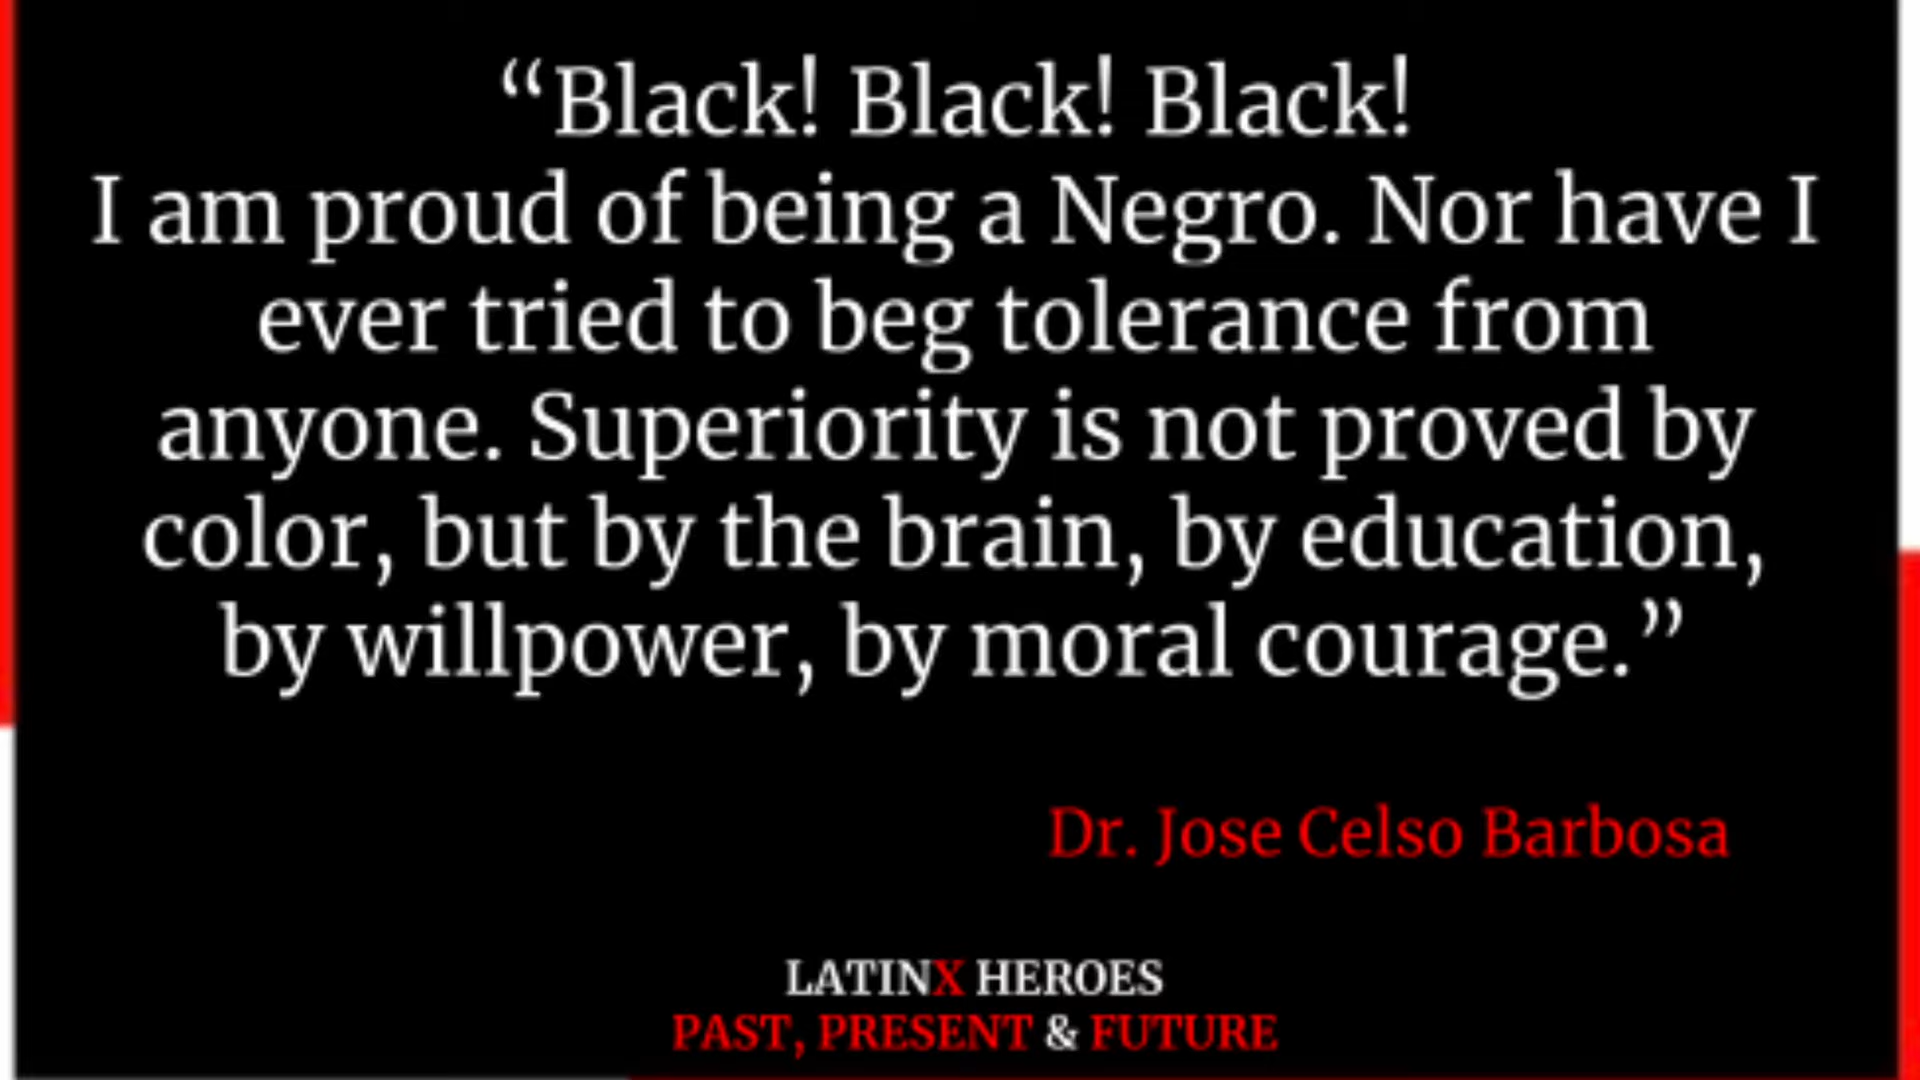 “Black! Black! Black!
I am proud of being a Negro. Nor have I
ever tried to beg tolerance from
anyone. Superiority is not proved by
color, but by the brain, by education,
by willpower, by moral courage.”
Dr. Jose Celso Barbosa
LATINX HEROES
PAST, PRESENT & FUTURE